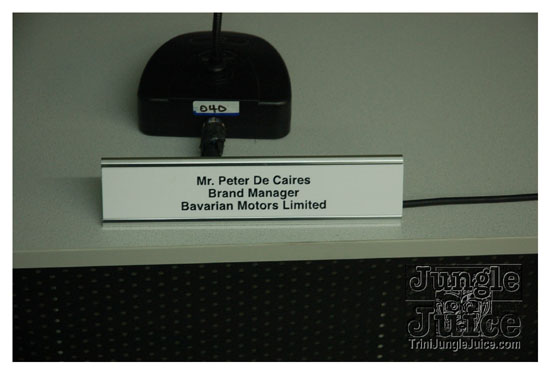 040
Mr. Peter De Caires
Brand Manager
Bavarian Motors Limited
Jungle
Juice
TriniJungleJuice.com